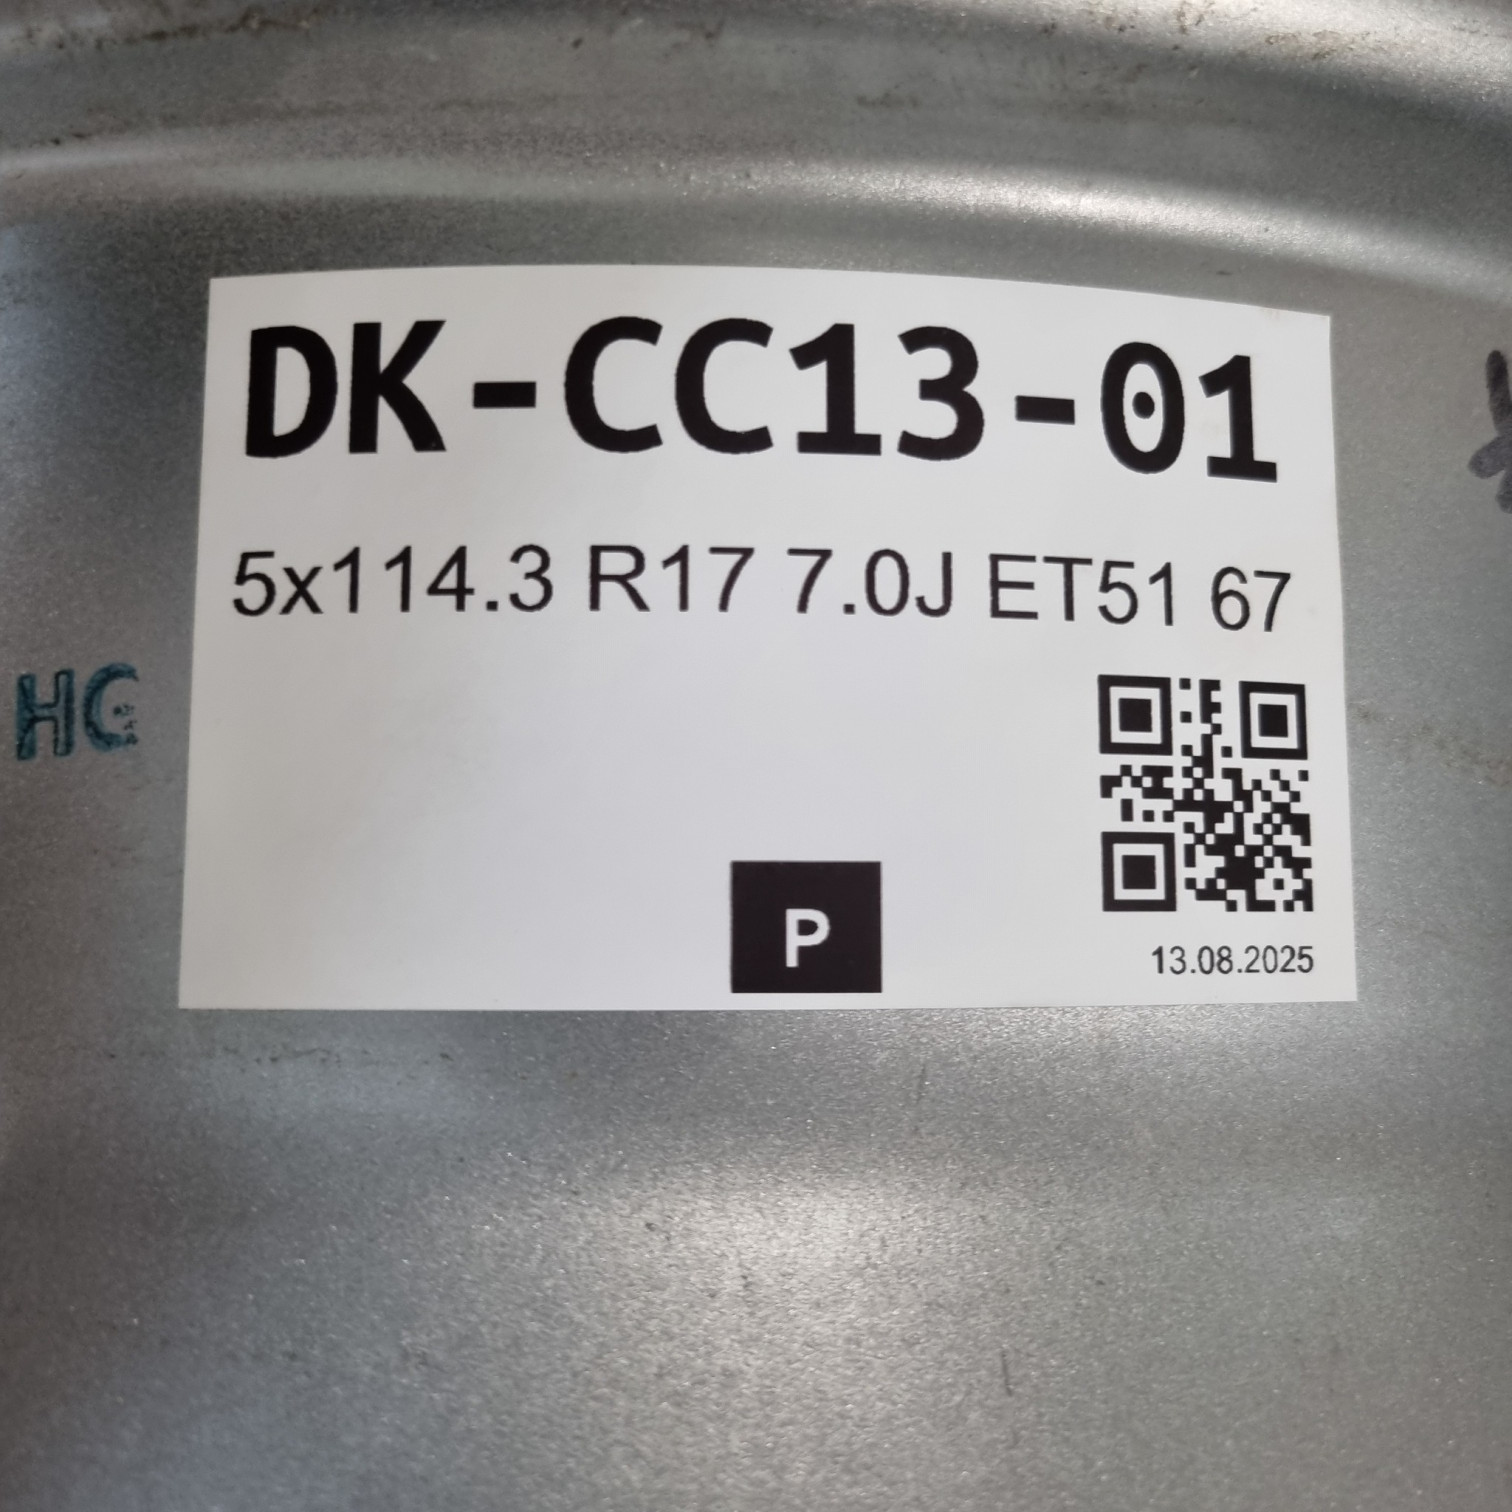 DK-CC13-01
5x114.3 R17 7.0J ET51 67
HC
P
13.08.2025